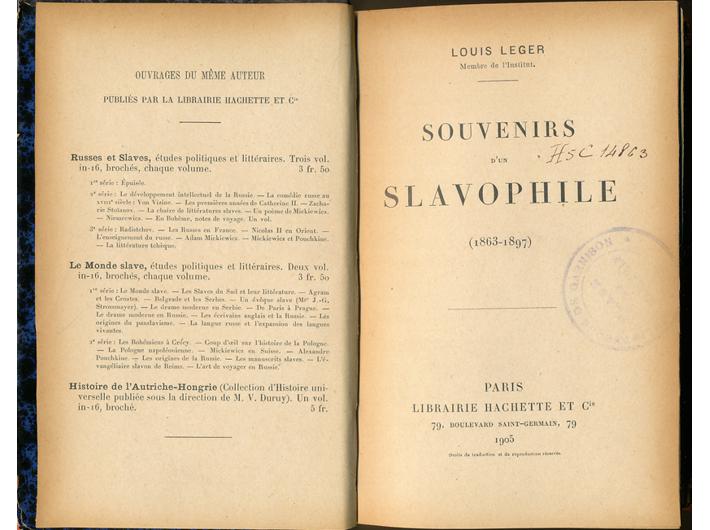 OUVRAGES DU MÊME AUTEUR
PUBLIÉS PAR LA LIBRAIRIE HACHETTE ET Cie
Russes et Slaves, études politiques et littéraires. Trois vol.
in-16, brochés, chaque volume. 3 fr. 50
1re série : Épuisée.
2e série : Le développement intellectuel de la Russie. — La comédie russe au
XVIIIe siècle : Von Vizine. — Les premières années de Catherine II. — Zacha-
rie Stoïanov. — La chaire de littératures slaves. — Un poème de Mickiewicz.
— Niemcewicz. — En Bohême, notes de voyage. Un vol.
3e série : Radistchev. — Les Russes en France. — Nicolas II en Orient. —
L'enseignement du russe. — Adam Mickiewicz. — Mickiewicz et Pouchkine.
— La littérature tchèque.
Le Monde slave, études politiques et littéraires. Deux vol.
in-16, brochés, chaque volume. 3 fr. 50
1re série : Le Monde slave. — Les Slaves du Sud et leur littérature. — Agram
et les Croates. — Belgrade et les Serbes. — Un évêque slave (Mgr J.-G.
Strossmayer). — Le drame moderne en Serbie. — De Paris à Prague. —
Le drame moderne en Russie. — Les écrivains anglais et la Russie. — Les
origines du panslavisme. — La langue russe et l'expansion des langues
vivantes.
2e série : Les Bohémiens à Crécy. — Coup d'œil sur l'histoire de la Pologne.
— La Pologne napoléonienne. — Mickiewicz en Suisse. — Alexandre
Pouchkine. — Les origines de la Russie. — Les manuscrits slaves. — L'é-
vangéliaire slavon de Reims. — L'art de voyager en Russie.
Histoire de l'Autriche-Hongrie (Collection d'Histoire uni-
verselle publiée sous la direction de M. V. Duruy). Un vol.
in-16, broché. 5 fr.
LOUIS LEGER
Membre de l'Institut.
SOUVENIRS
D'UN
HSC 14863
SLAVOPHILE
(1863-1897)
DE GARNISON
PARIS
LIBRAIRIE HACHETTE ET Cie
79, BOULEVARD SAINT-GERMAIN, 79
1905
Droits de traduction et de reproduction réservés.